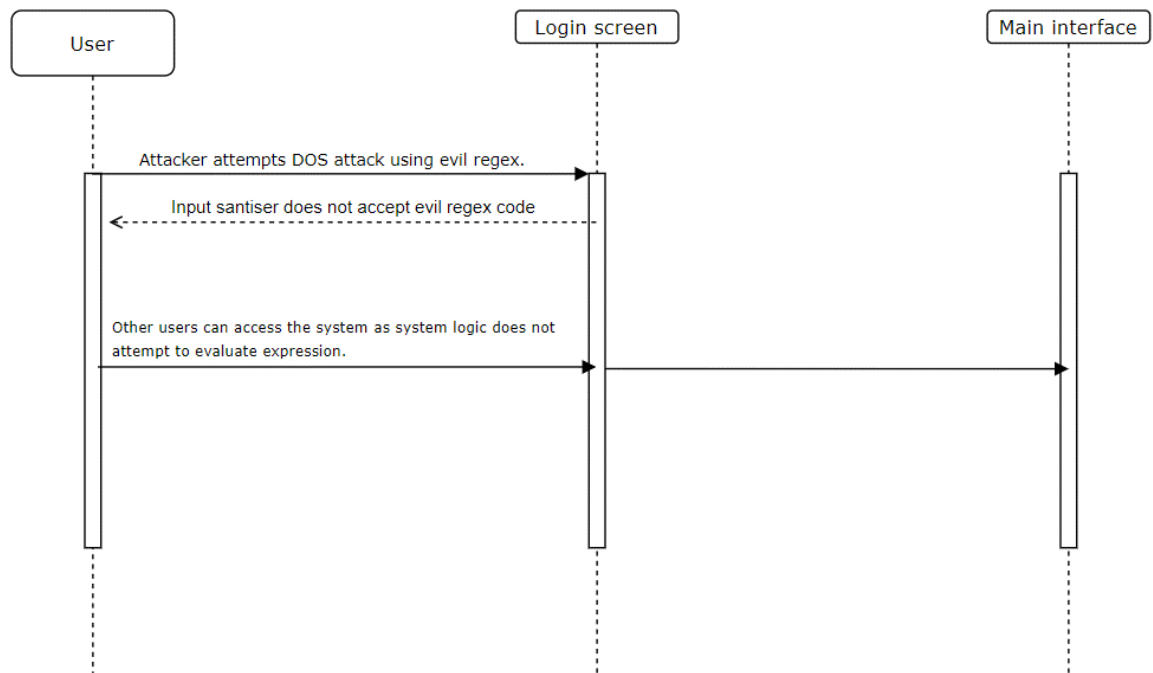 User
Login screen
Main interface
Attacker attempts DOS attack using evil regex.
Input santiser does not accept evil regex code
Other users can access the system as system logic does not
attempt to evaluate expression.